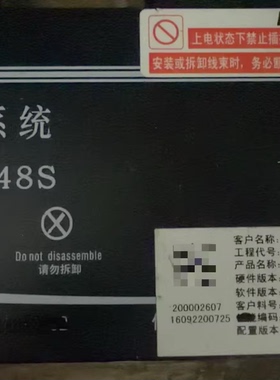 上电状态下禁止插
安装或拆卸线束时，务必都
系统
48S
Do not disassemble
请勿拆卸
客户名称:
工程代号:
产品名称:
硬件版本:
软件版本:
200002607 客户料号:
16092200725 编码
配置版本: